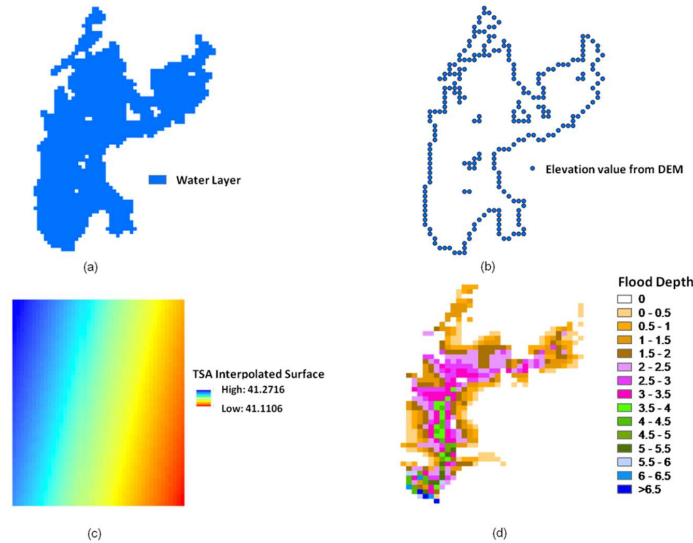 Water Layer
(a)
Elevation value from DEM
(b)
TSA Interpolated Surface
High: 41.2716
Low: 41.1106
(c)
Flood Depth
0
0 - 0.5
0.5 - 1
1 - 1.5
1.5 - 2
2 - 2.5
2.5 - 3
3 - 3.5
3.5 - 4
4 - 4.5
4.5 - 5
5 - 5.5
5.5 - 6
6 - 6.5
>6.5
(d)